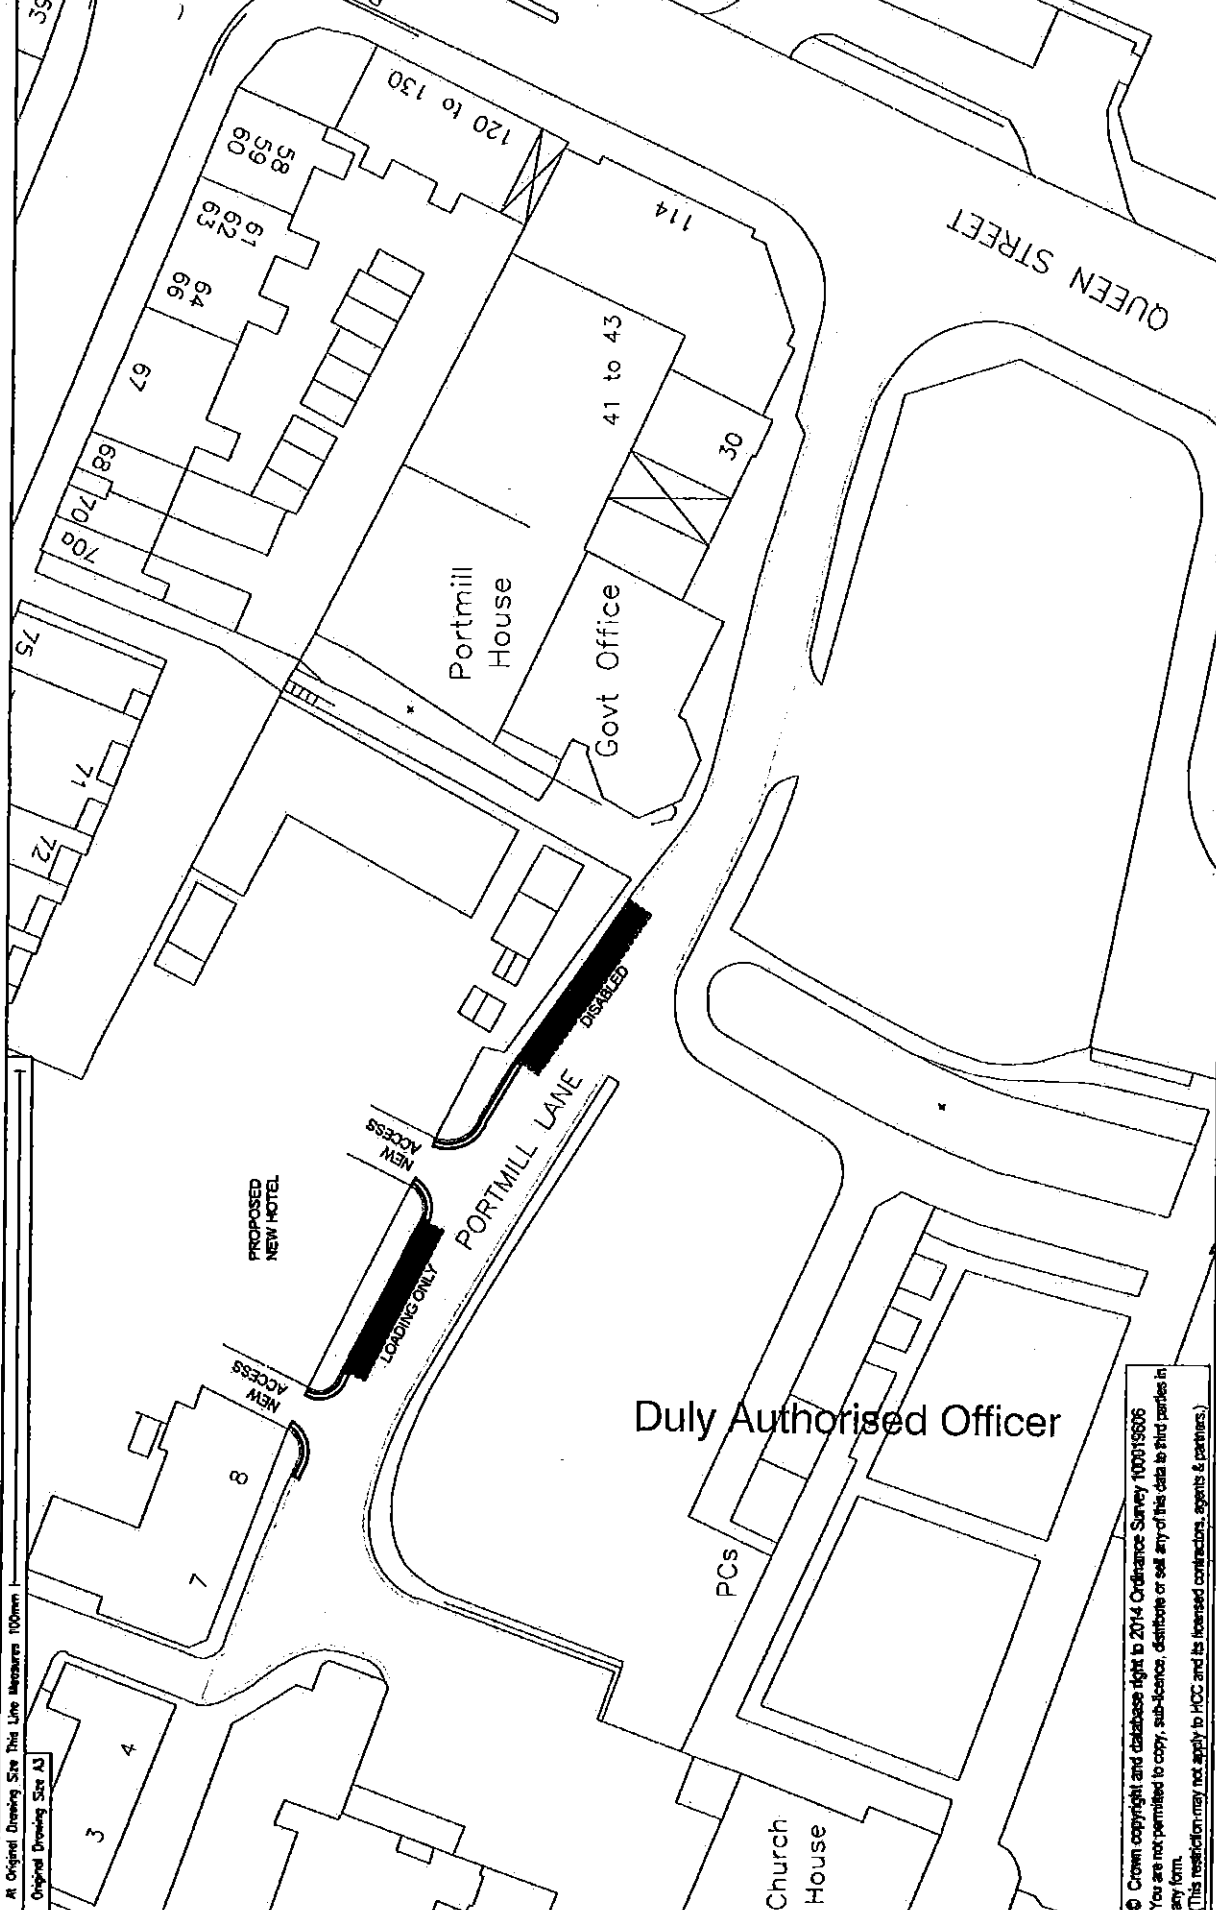 39
120 to 130
58
59
60
61
62
63
64
66
67
68
70
70a
75
71
72
114
QUEEN STREET
41 to 43
30
Portmill
House
Govt Office
DISABLED
PORTMILL LANE
NEW
ACCESS
PROPOSED
NEW HOTEL
LOADING ONLY
NEW
ACCESS
8
7
Duly Authorised Officer
PCs
4
3
Church
House
At Original Drawing Size This Line Measures 100mm
Original Drawing Size A3
© Crown copyright and database right to 2014 Ordinance Survey 100019606
You are not permitted to copy, sub-licence, distribute or sell any of this data to third parties in
any form.
(This restriction may not apply to HCC and its licensed contractors, agents & partners.)